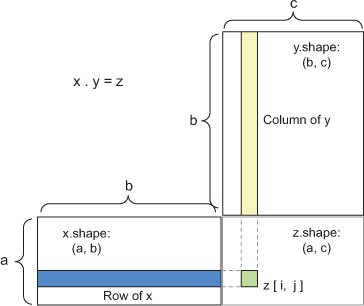 c
y.shape:
(b, c)
x . y = z
b
Column of y
b
x.shape:
(a, b)
z.shape:
(a, c)
a
z [ i, j ]
Row of x